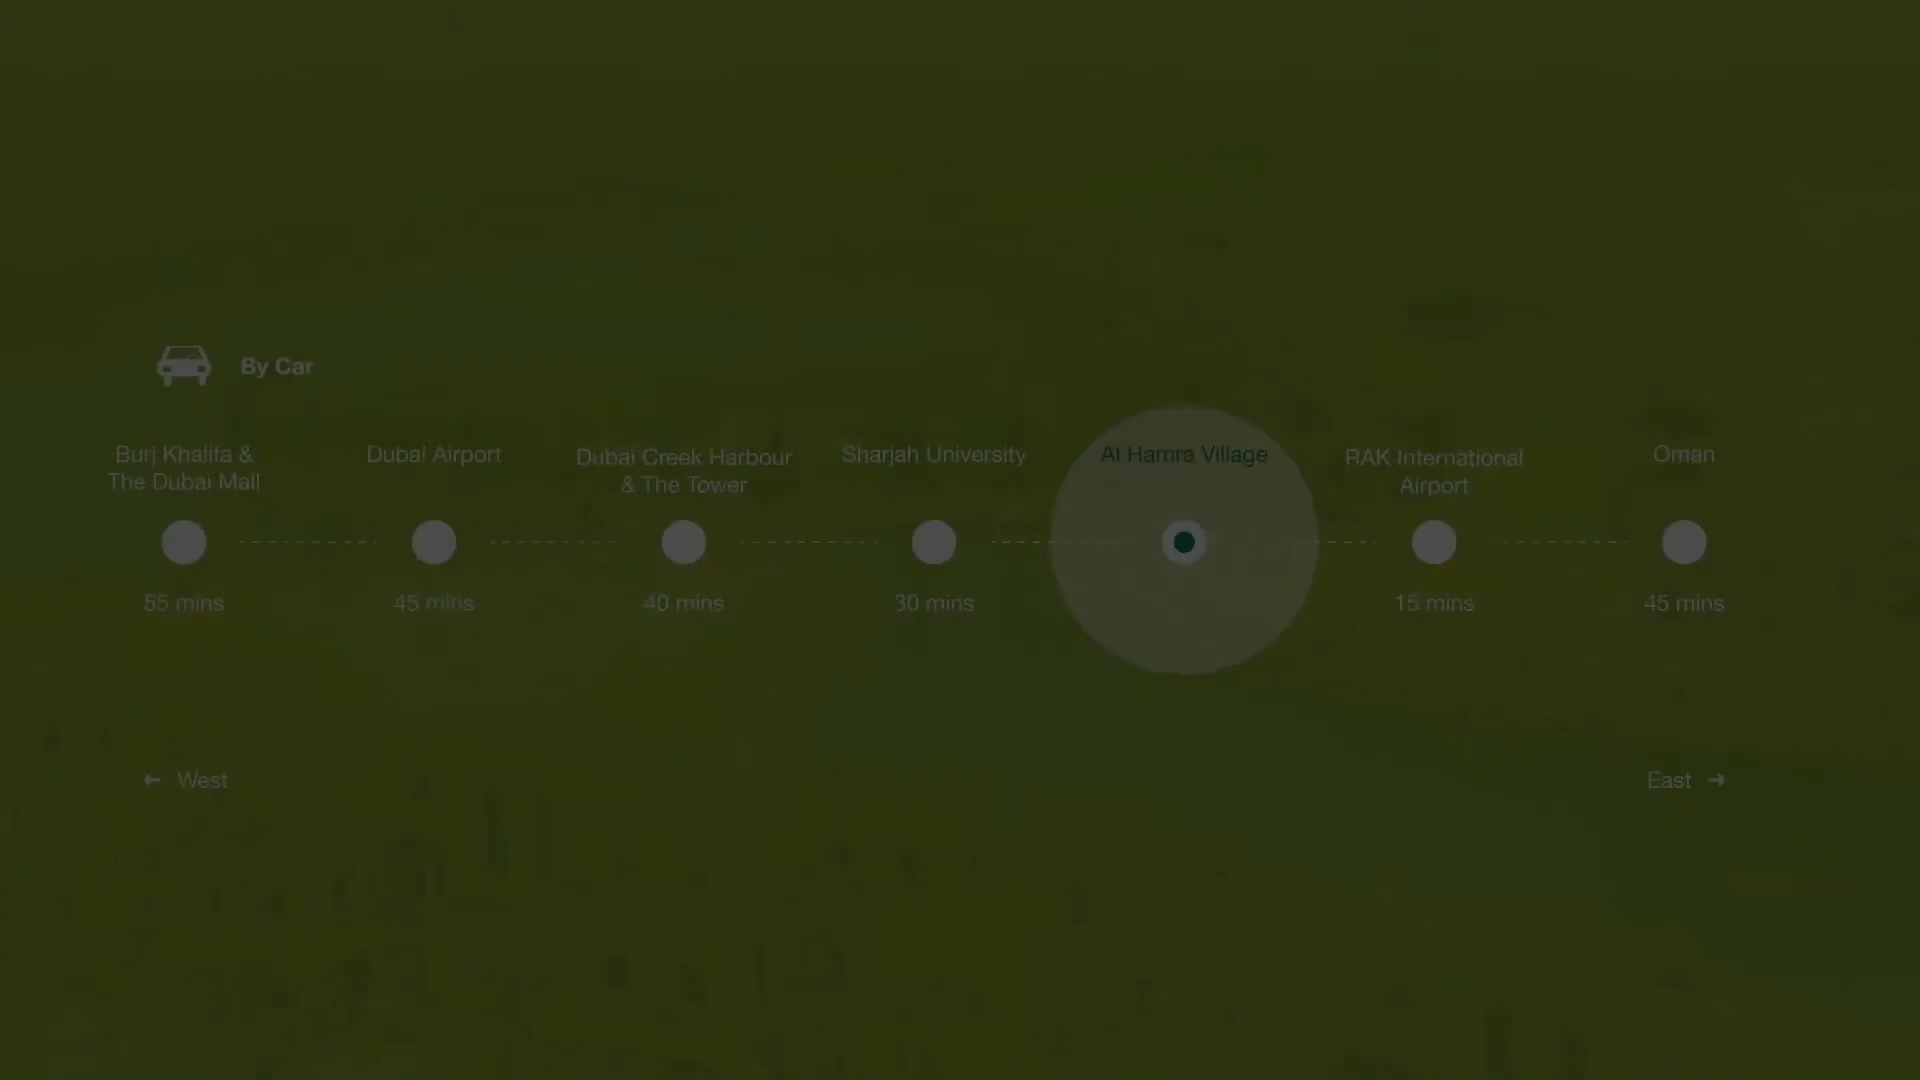 By Car
Burj Khalifa &
The Dubai Mall
Dubai Airport
Dubai Creek Harbour
& The Tower
Sharjah University
Al Hamra Village
RAK International
Airport
Oman
55 mins
45 mins
40 mins
30 mins
15 mins
45 mins
← West
East →